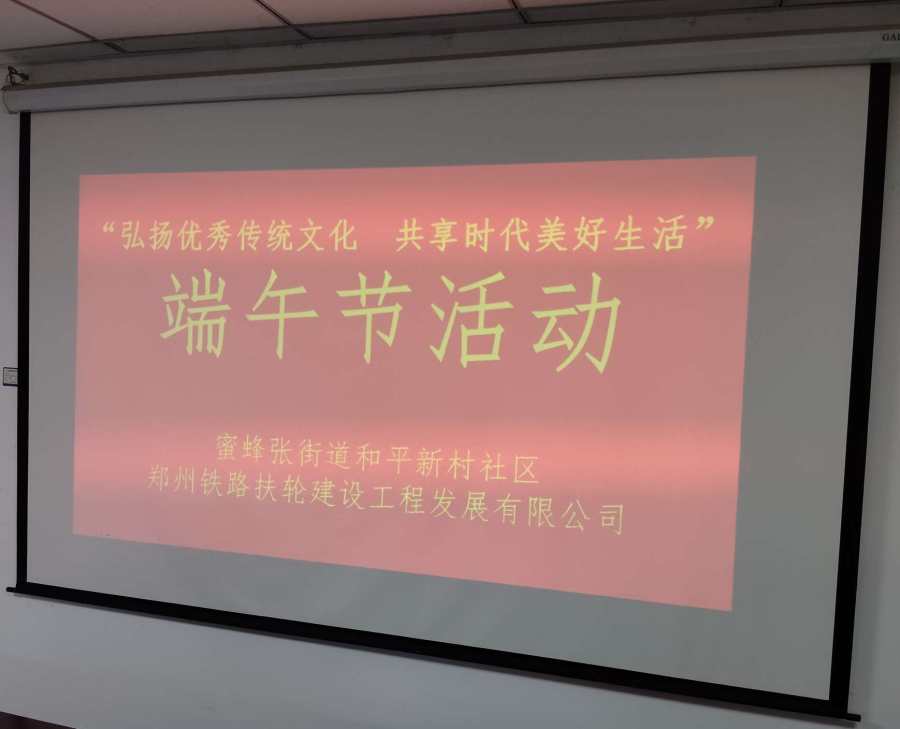 “弘扬优秀传统文化 共享时代美好生活”
端午节活动
蜜蜂张街道和平新村社区
郑州铁路扶轮建设工程发展有限公司